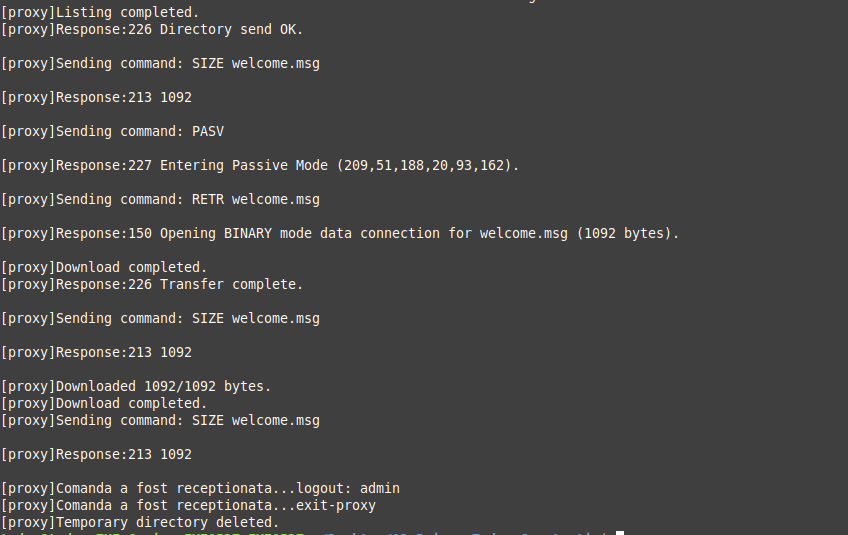 [proxy]Listing completed.
[proxy]Response:226 Directory send OK.
[proxy]Sending command: SIZE welcome.msg
[proxy]Response:213 1092
[proxy]Sending command: PASV
[proxy]Response:227 Entering Passive Mode (209,51,188,20,93,162).
[proxy]Sending command: RETR welcome.msg
[proxy]Response:150 Opening BINARY mode data connection for welcome.msg (1092 bytes).
[proxy]Download completed.
[proxy]Response:226 Transfer complete.
[proxy]Sending command: SIZE welcome.msg
[proxy]Response:213 1092
[proxy]Downloaded 1092/1092 bytes.
[proxy]Download completed.
[proxy]Sending command: SIZE welcome.msg
[proxy]Response:213 1092
[proxy]Comanda a fost receptionata...logout: admin
[proxy]Comanda a fost receptionata...exit-proxy
[proxy]Temporary directory deleted.